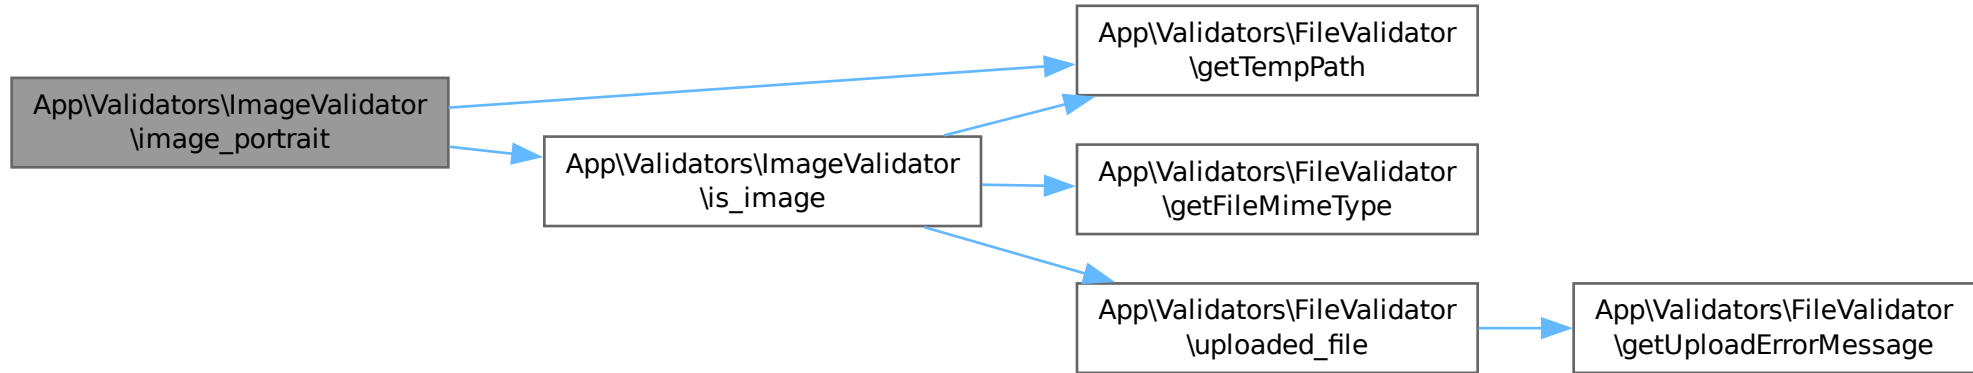 App\Validators\ImageValidator
\image_portrait
App\Validators\ImageValidator
\is_image
App\Validators\FileValidator
\getTempPath
App\Validators\FileValidator
\getFileMimeType
App\Validators\FileValidator
\uploaded_file
App\Validators\FileValidator
\getUploadErrorMessage